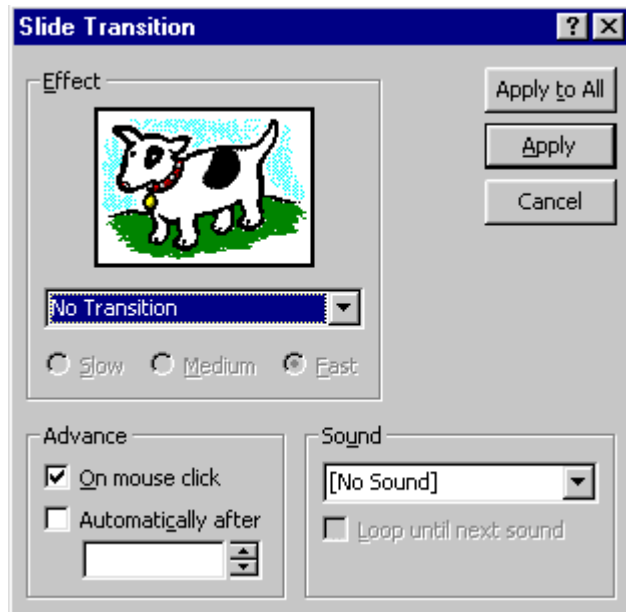 Slide Transition
Effect
Apply to All
Apply
Cancel
No Transition
Slow Medium Fast
Advance
On mouse click
Automatically after
Sound
[No Sound]
Loop until next sound